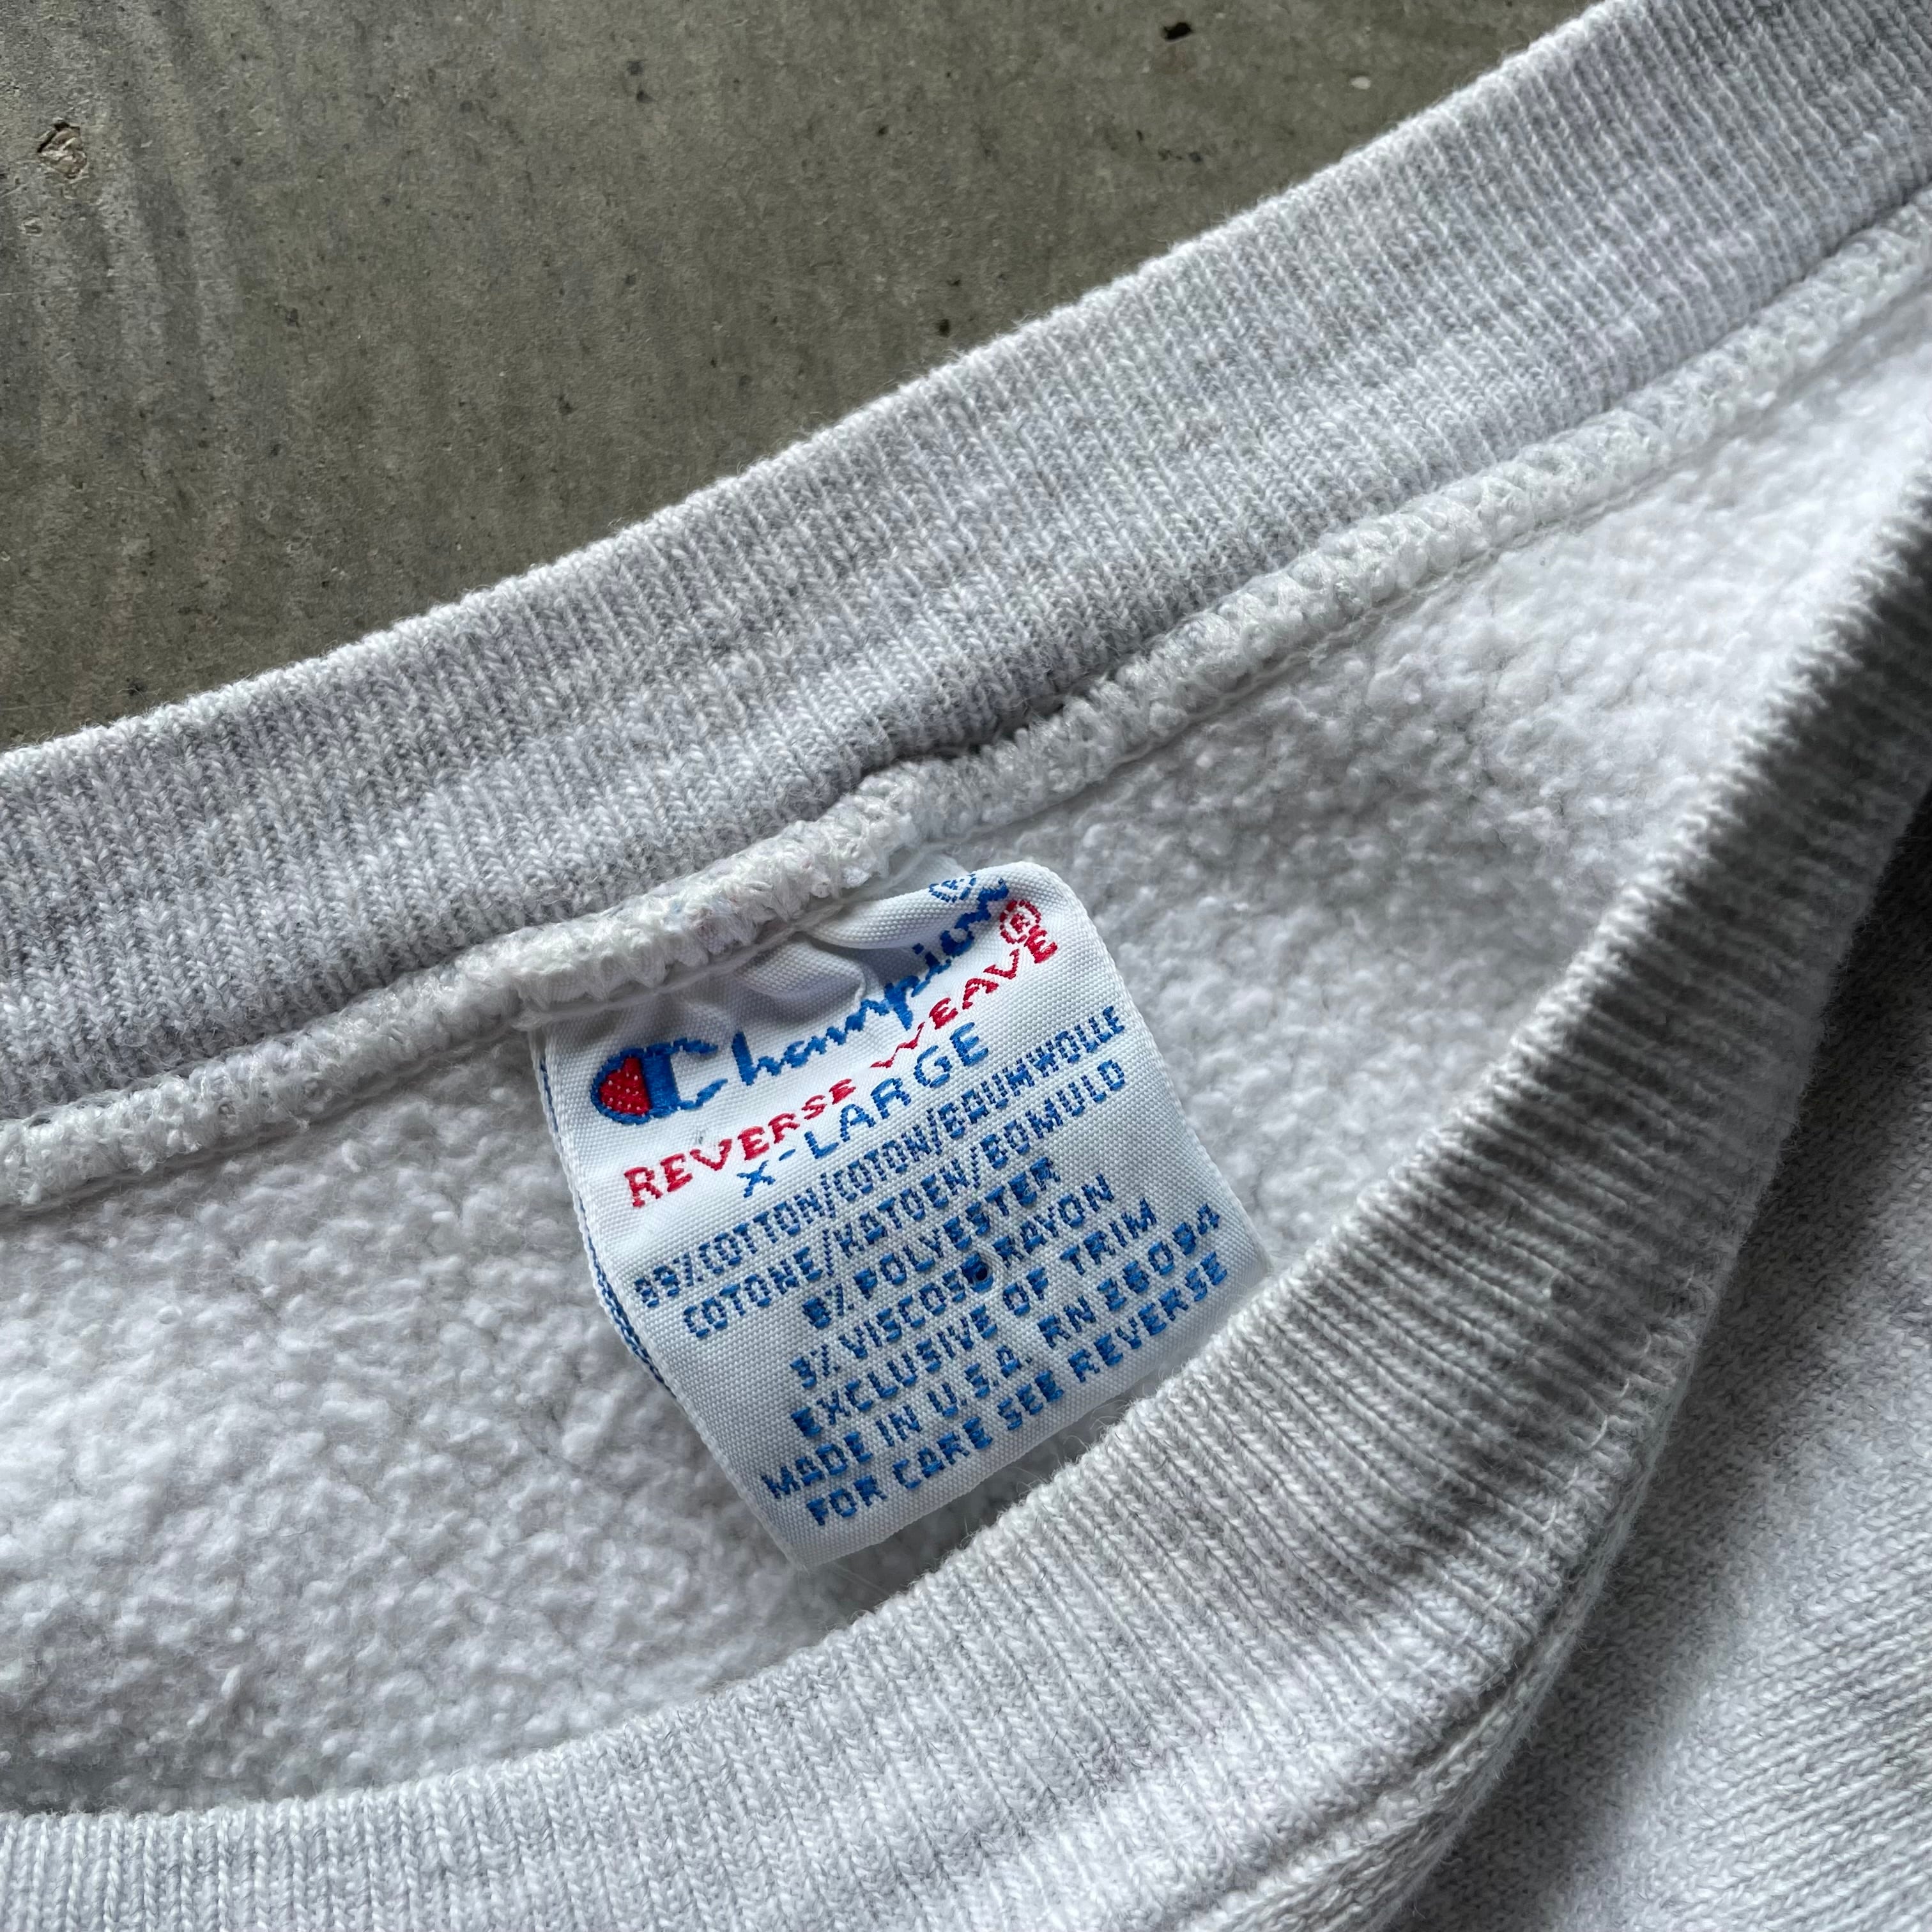 Champion®
REVERSE WEAVE®
X-LARGE
89%COTTON/COTON/BAUMWOLLE
COTONE/KATOEN/BOMULD
8% POLYESTER
3% VISCOSE RAYON
EXCLUSIVE OF TRIM
MADE IN U.S.A. RN 26094
FOR CARE SEE REVERSE